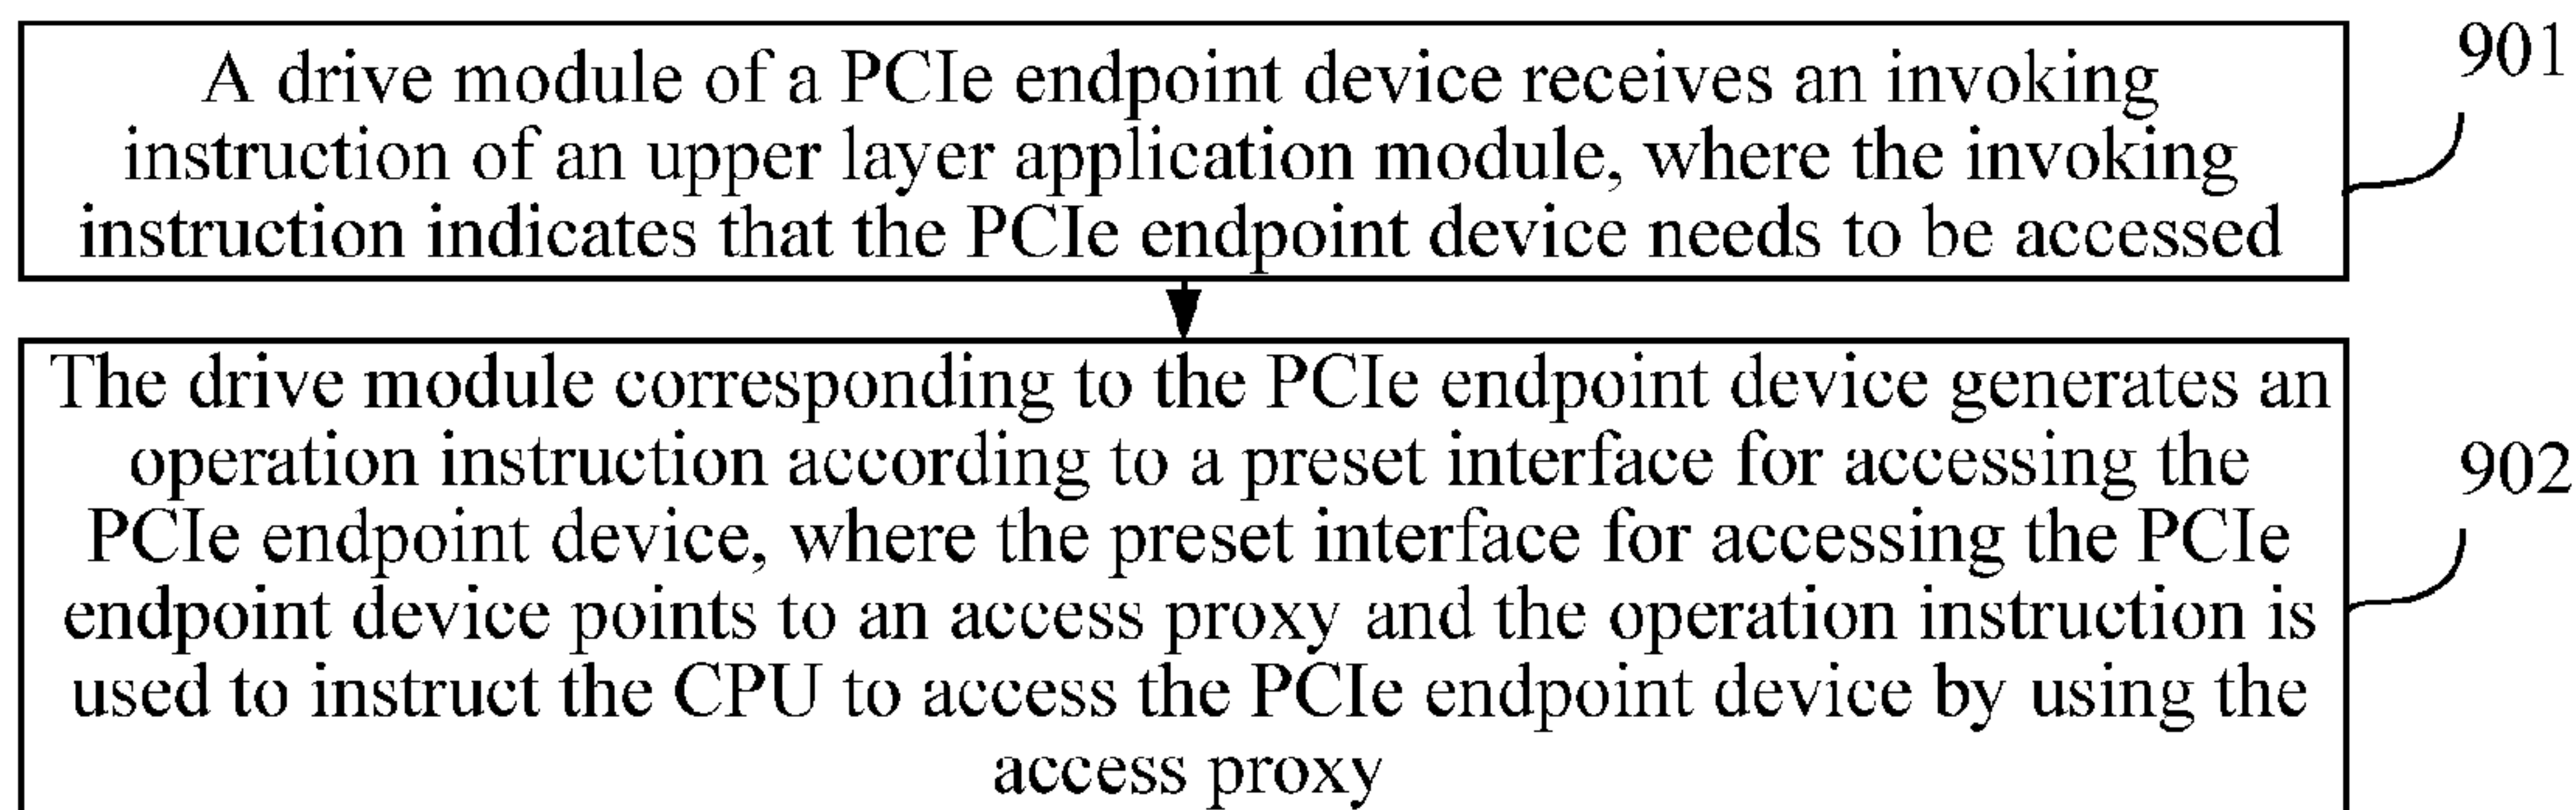 A drive module of a PCIe endpoint device receives an invoking
instruction of an upper layer application module, where the invoking
instruction indicates that the PCIe endpoint device needs to be accessed
901
The drive module corresponding to the PCIe endpoint device generates an
operation instruction according to a preset interface for accessing the
PCIe endpoint device, where the preset interface for accessing the PCIe
endpoint device points to an access proxy and the operation instruction is
used to instruct the CPU to access the PCIe endpoint device by using the
access proxy
902